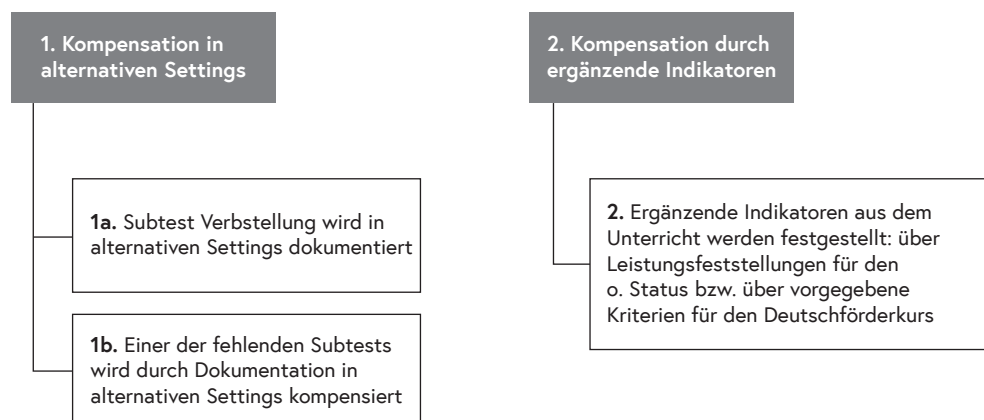 1. Kompensation in
alternativen Settings
1a. Subtest Verbstellung wird in
alternativen Settings dokumentiert
1b. Einer der fehlenden Subtests
wird durch Dokumentation in
alternativen Settings kompensiert
2. Kompensation durch
ergänzende Indikatoren
2. Ergänzende Indikatoren aus dem
Unterricht werden festgestellt: über
Leistungsfeststellungen für den
o. Status bzw. über vorgegebene
Kriterien für den Deutschförderkurs